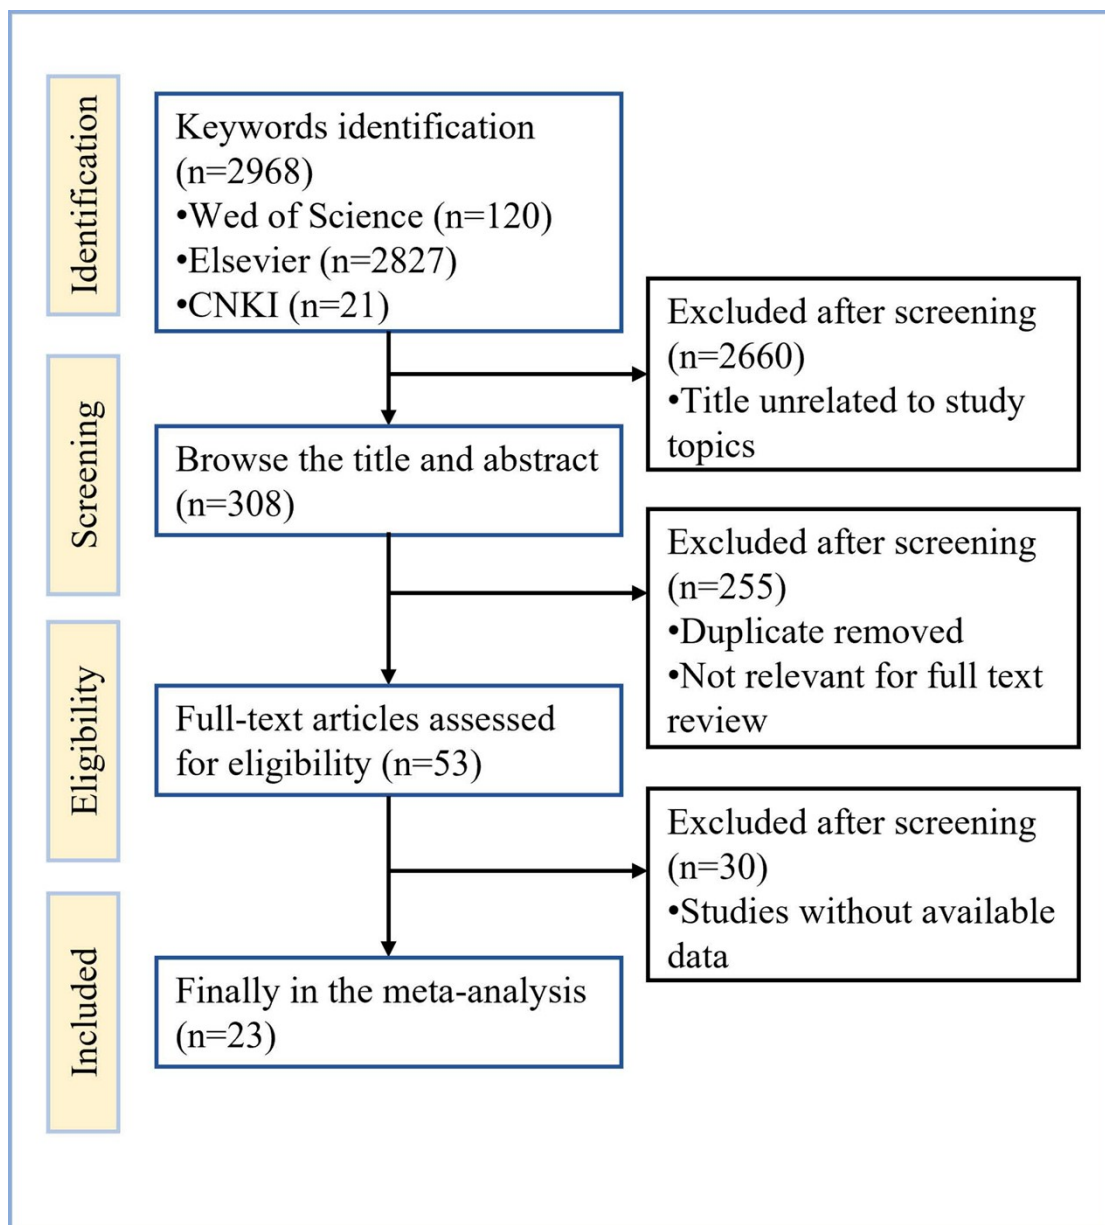 Identification
Keywords identification
(n=2968)
•Wed of Science (n=120)
•Elsevier (n=2827)
•CNKI (n=21)
Excluded after screening
(n=2660)
•Title unrelated to study
topics
Screening
Browse the title and abstract
(n=308)
Excluded after screening
(n=255)
•Duplicate removed
•Not relevant for full text
review
Eligibility
Full-text articles assessed
for eligibility (n=53)
Excluded after screening
(n=30)
•Studies without available
data
Included
Finally in the meta-analysis
(n=23)